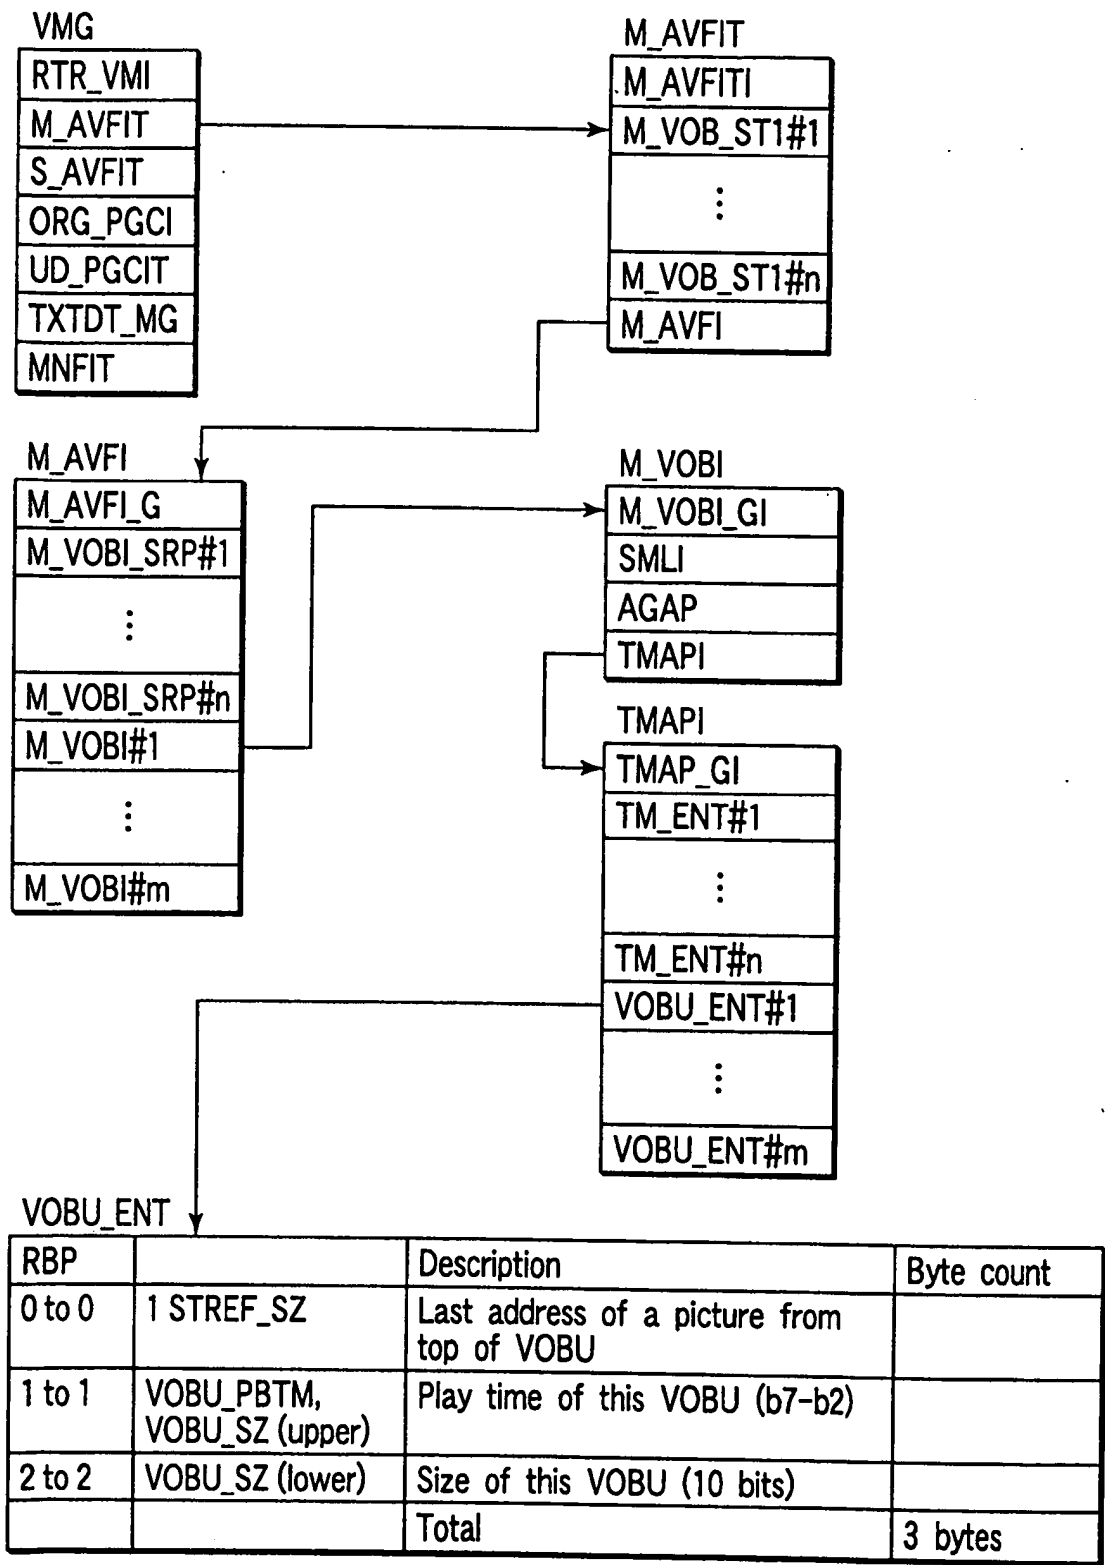 VMG
RTR_VMI
M_AVFIT
S_AVFIT
ORG_PGCI
UD_PGCIT
TXTDT_MG
MNFIT
M_AVFIT
M_AVFITI
M_VOB_ST1#1
⋮
M_VOB_ST1#n
M_AVFI
M_AVFI
M_AVFI_G
M_VOBI_SRP#1
⋮
M_VOBI_SRP#n
M_VOBI#1
⋮
M_VOBI#m
M_VOBI
M_VOBI_GI
SMLI
AGAP
TMAPI
TMAPI
TMAP_GI
TM_ENT#1
⋮
TM_ENT#n
VOBU_ENT#1
⋮
VOBU_ENT#m
VOBU_ENT
RBP Description Byte count
0 to 0 1 STREF_SZ Last address of a picture from
top of VOBU
1 to 1 VOBU_PBTM, Play time of this VOBU (b7-b2)
VOBU_SZ (upper)
2 to 2 VOBU_SZ (lower) Size of this VOBU (10 bits)
Total 3 bytes